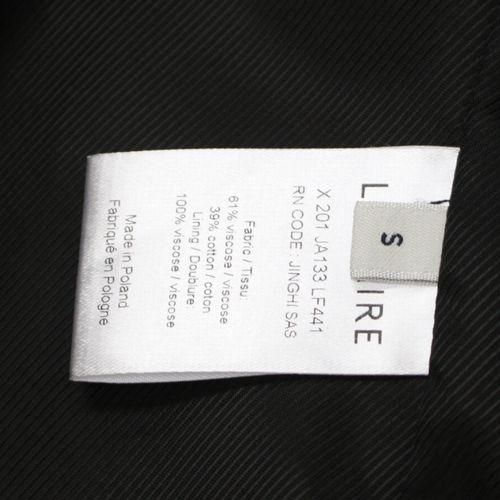 L IRE
S
X 201 JA133 LF441
RN CODE : JINGHI SAS
Fabric / Tissu:
61% viscose / viscose
39% cotton / coton
Lining / Doublure
100% viscose / viscose
Made in Poland
Fabriqué en Pologne